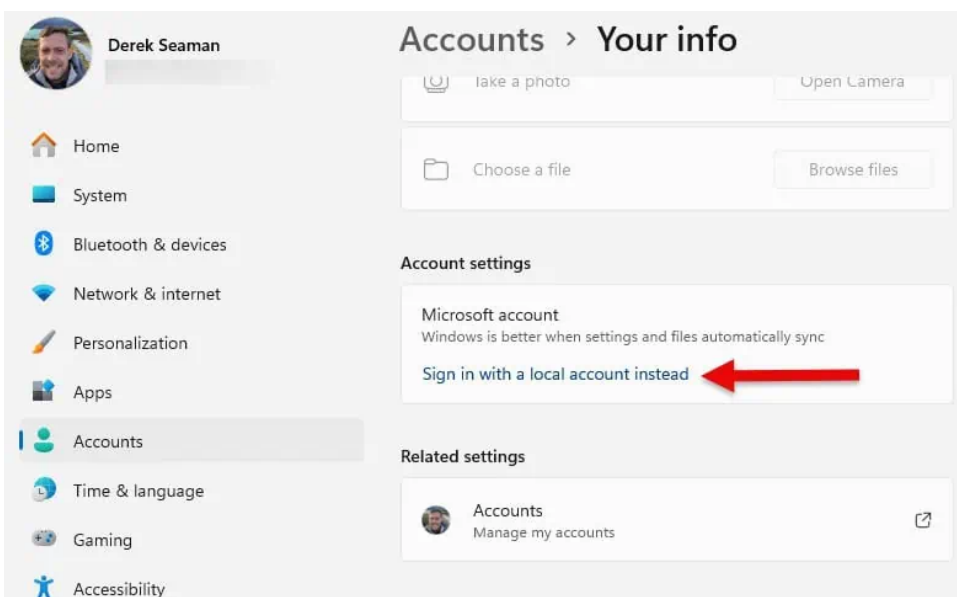 Derek Seaman
Accounts > Your info
Take a photo
Open Camera
Home
Choose a file
Browse files
System
Bluetooth & devices
Account settings
Network & internet
Microsoft account
Windows is better when settings and files automatically sync
Personalization
Sign in with a local account instead
Apps
Accounts
Related settings
Time & language
Accounts
Manage my accounts
Gaming
Accessibility